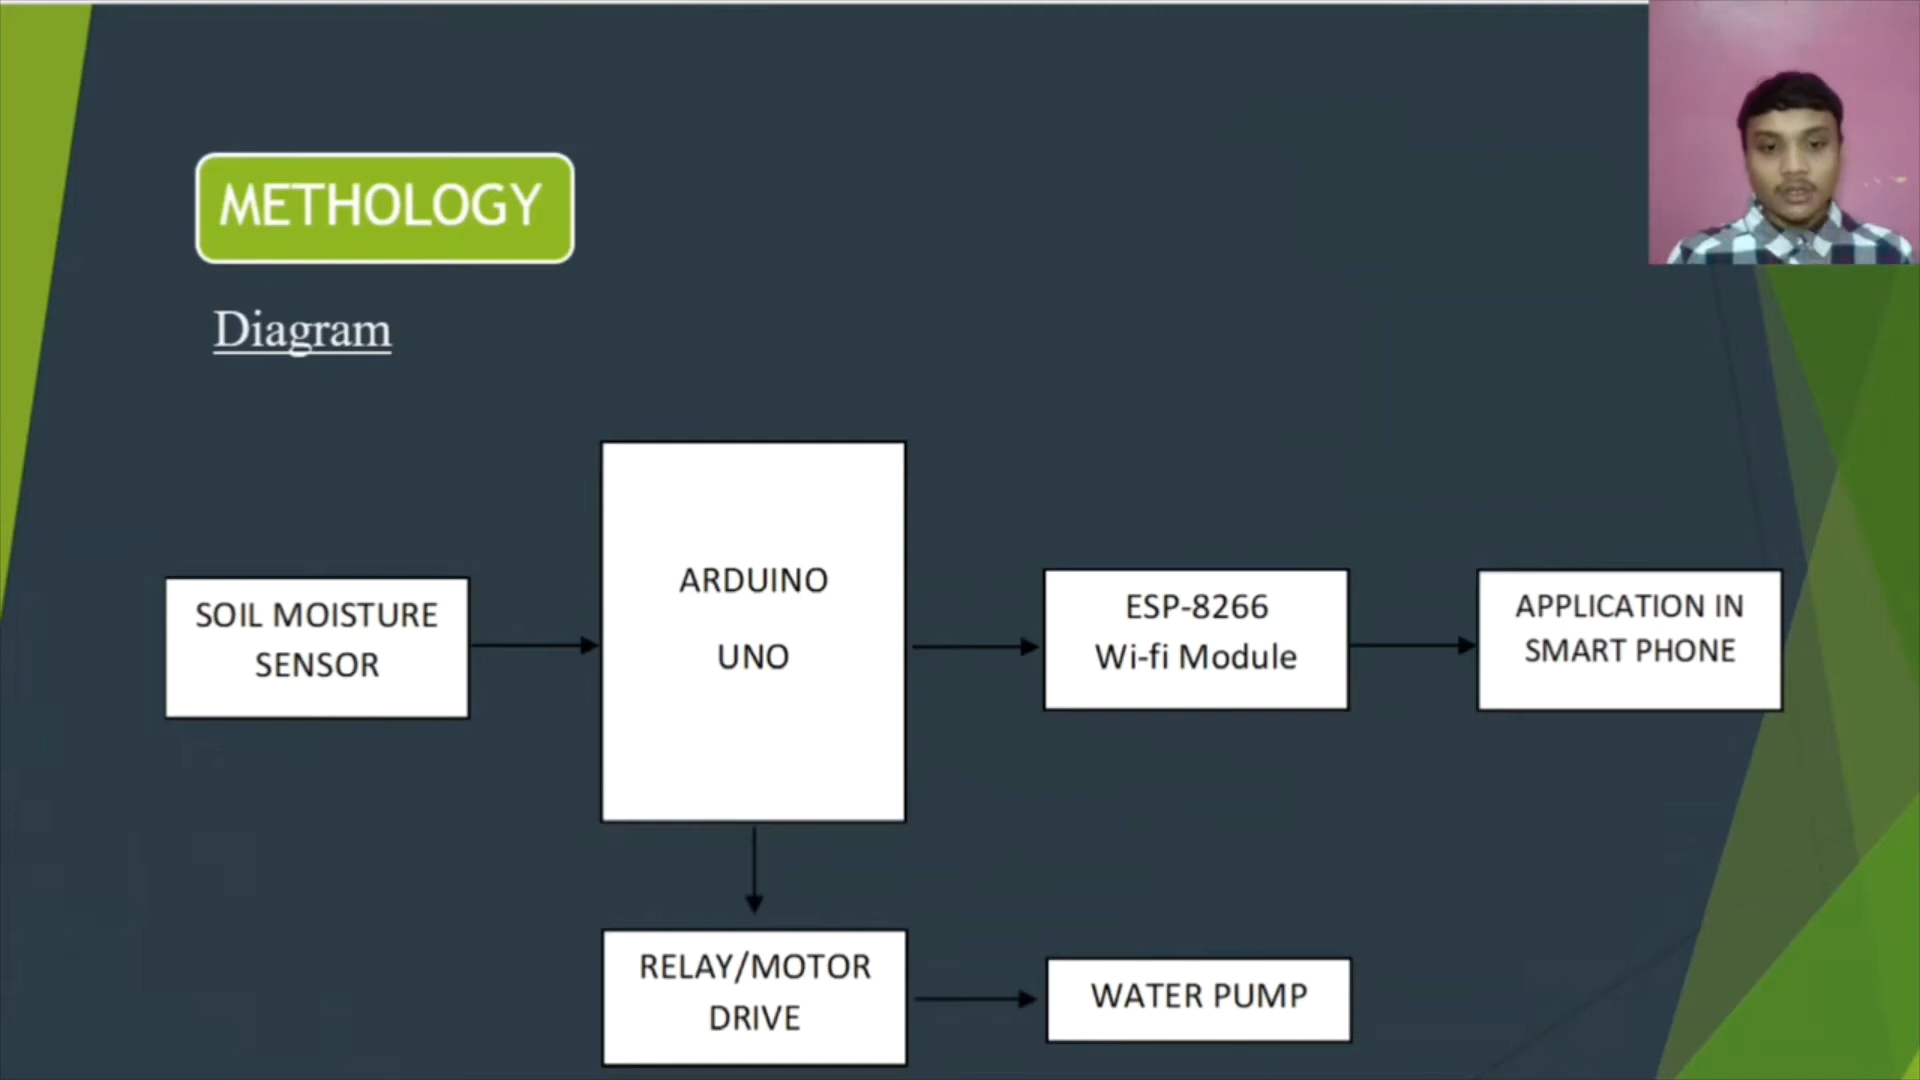 METHOLOGY
Diagram
ARDUINO
UNO
SOIL MOISTURE
SENSOR
ESP-8266
Wi-fi Module
APPLICATION IN
SMART PHONE
RELAY/MOTOR
DRIVE
WATER PUMP